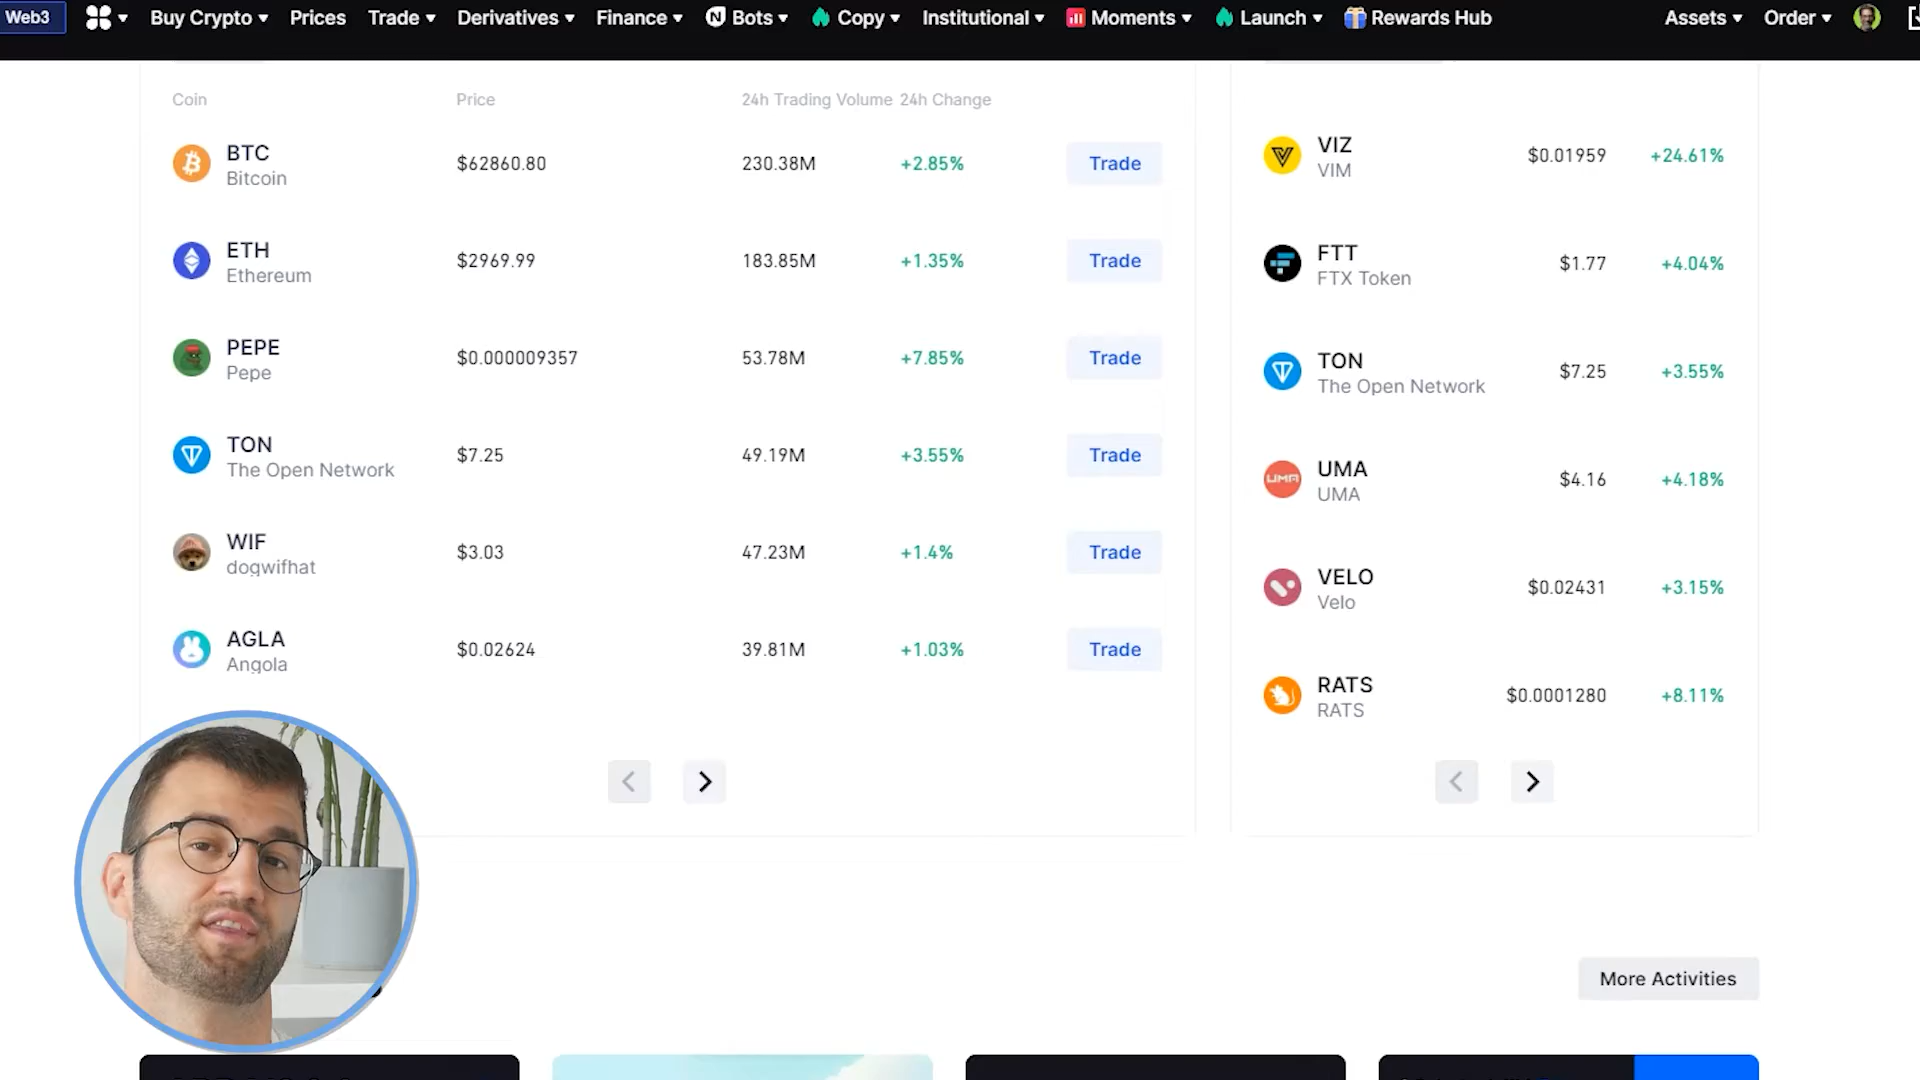 Web3 Buy Crypto Prices Trade Derivatives Finance Bots Copy Institutional Moments Launch Rewards Hub Assets Order
Coin Price 24h Trading Volume 24h Change
BTC
Bitcoin
$62860.80 230.38M +2.85% Trade
ETH
Ethereum
$2969.99 183.85M +1.35% Trade
PEPE
Pepe
$0.000009357 53.78M +7.85% Trade
TON
The Open Network
$7.25 49.19M +3.55% Trade
WIF
dogwifhat
$3.03 47.23M +1.4% Trade
AGLA
Angola
$0.02624 39.81M +1.03% Trade
VIZ
VIM
$0.01959 +24.61%
FTT
FTX Token
$1.77 +4.04%
TON
The Open Network
$7.25 +3.55%
UMA
UMA
UMA
$4.16 +4.18%
VELO
Velo
$0.02431 +3.15%
RATS
RATS
$0.0001280 +8.11%
More Activities